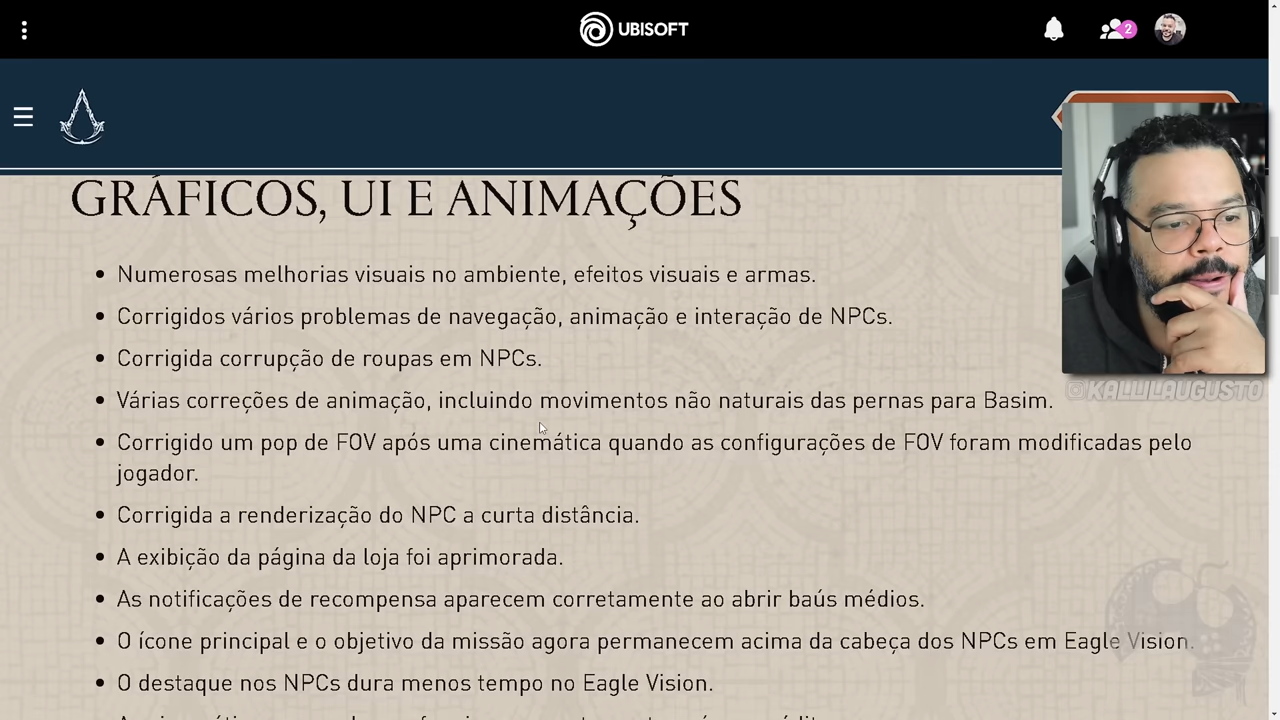 UBISOFT
2
GRÁFICOS, UI E ANIMAÇÕES
@KALLILAUGUSTO
• Numerosas melhorias visuais no ambiente, efeitos visuais e armas.
• Corrigidos vários problemas de navegação, animação e interação de NPCs.
• Corrigida corrupção de roupas em NPCs.
• Várias correções de animação, incluindo movimentos não naturais das pernas para Basim.
• Corrigido um pop de FOV após uma cinemática quando as configurações de FOV foram modificadas pelo
jogador.
• Corrigida a renderização do NPC a curta distância.
• A exibição da página da loja foi aprimorada.
• As notificações de recompensa aparecem corretamente ao abrir baús médios.
• O ícone principal e o objetivo da missão agora permanecem acima da cabeça dos NPCs em Eagle Vision.
• O destaque nos NPCs dura menos tempo no Eagle Vision.